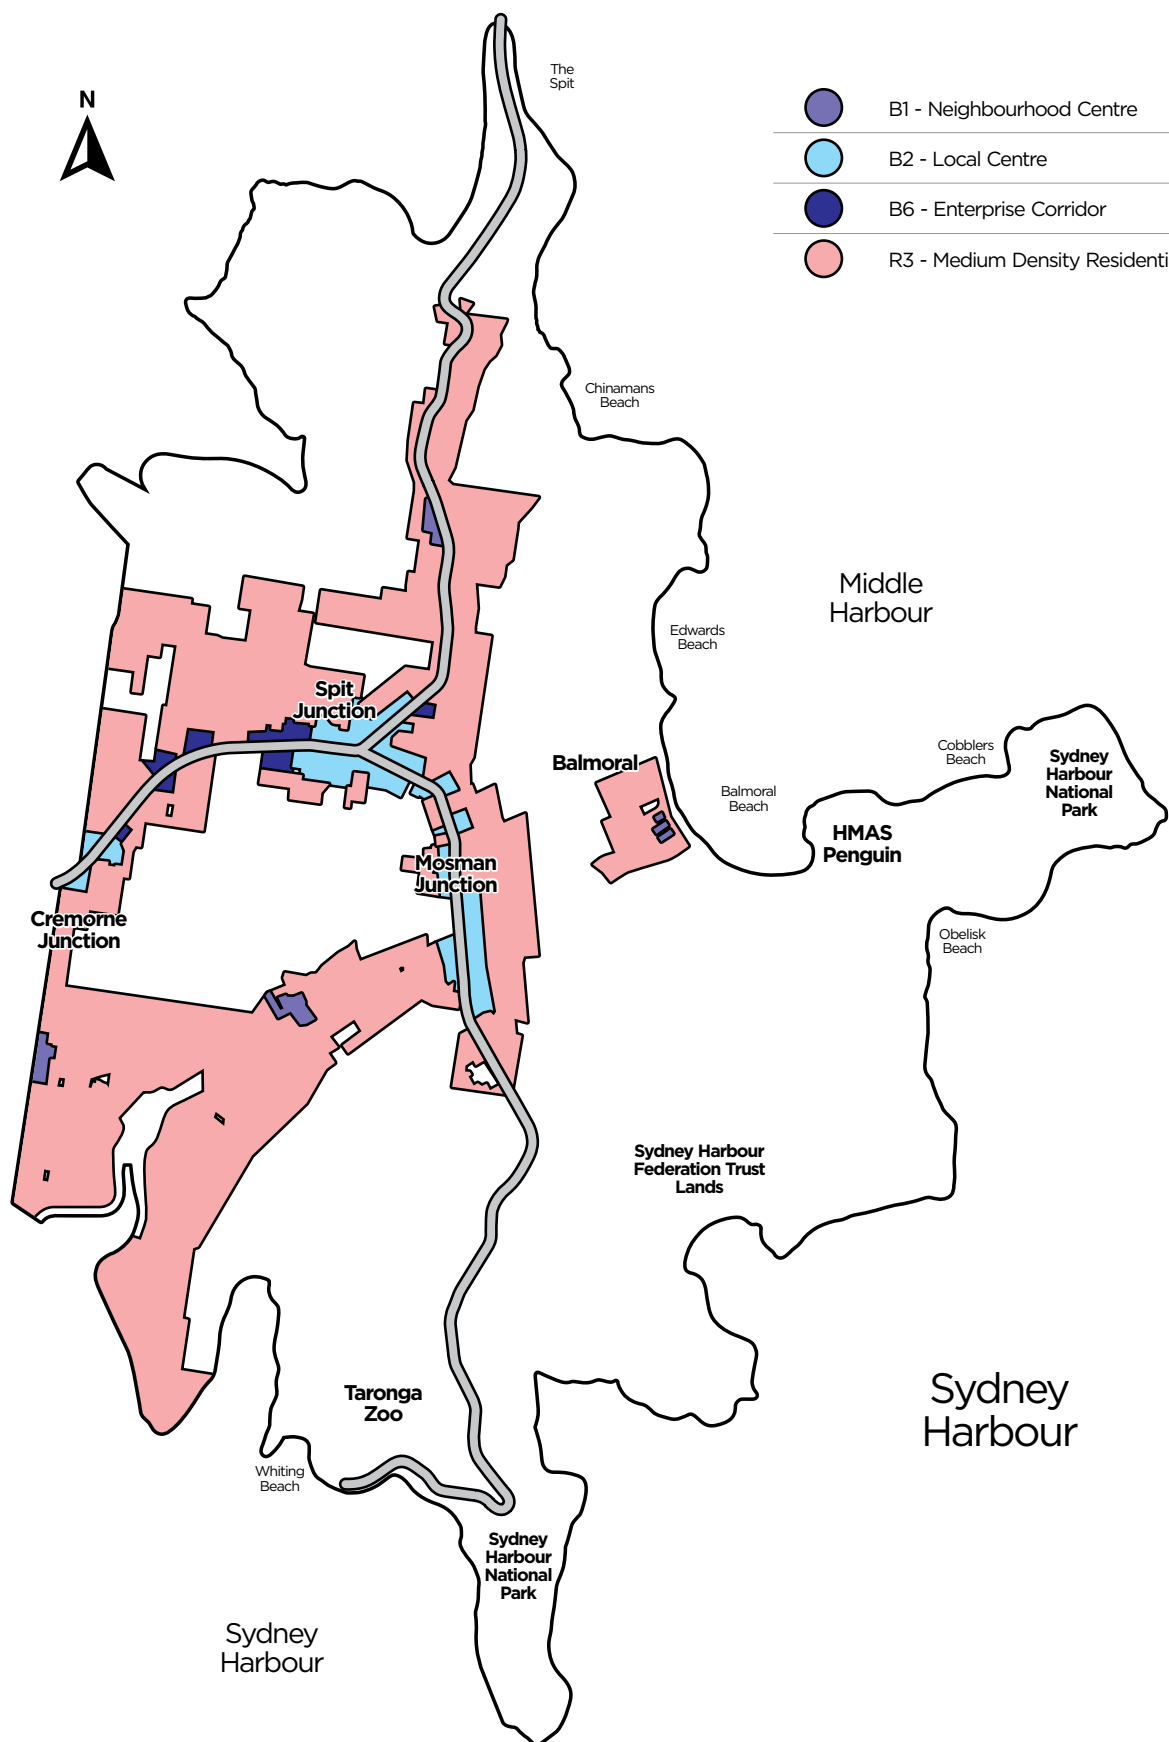 The
Spit
N
B1 - Neighbourhood Centre
B2 - Local Centre
B6 - Enterprise Corridor
R3 - Medium Density Residenti
Chinamans
Beach
Middle
Harbour
Edwards
Beach
Spit
Junction
Balmoral
Balmoral
Beach
Cobblers
Beach
Sydney
Harbour
National
Park
HMAS
Penguin
Mosman
Junction
Cremorne
Junction
Obelisk
Beach
Sydney Harbour
Federation Trust
Lands
Taronga
Zoo
Sydney
Harbour
Whiting
Beach
Sydney
Harbour
National
Park
Sydney
Harbour